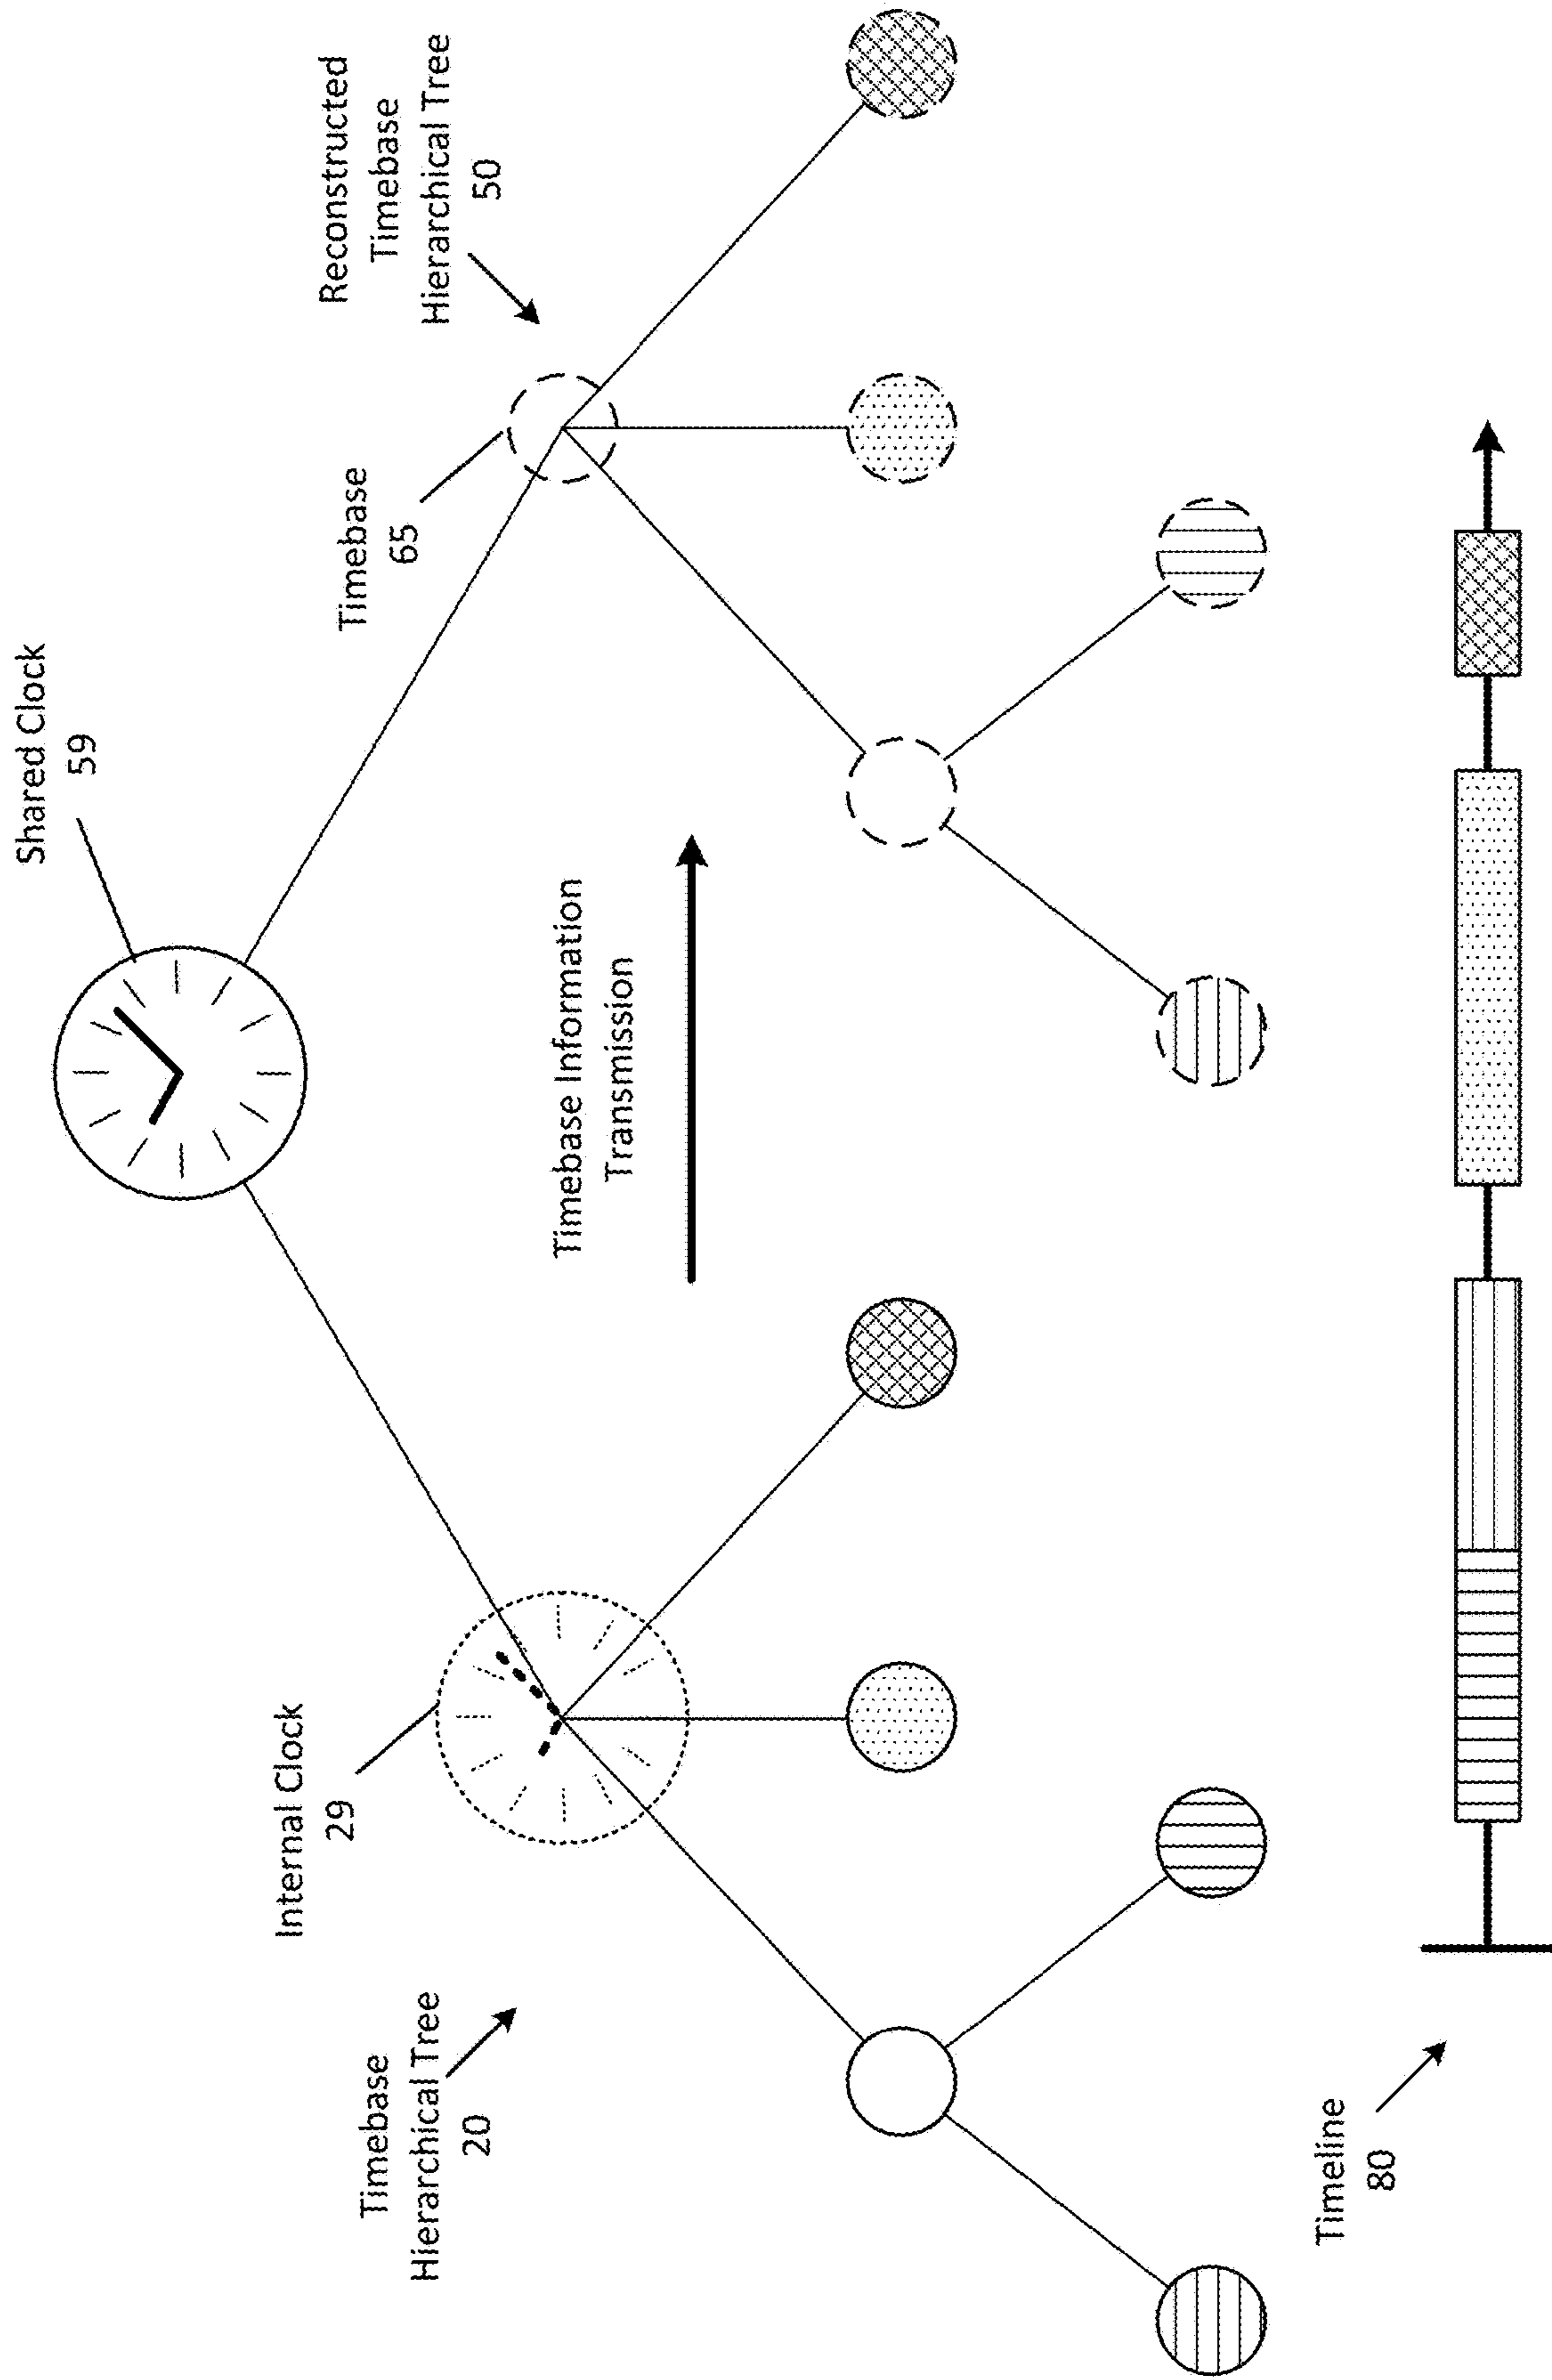 Shared Clock
59
Reconstructed
Timebase
Hierarchical Tree
50
Timebase
65
Internal Clock
29
Timebase
Hierarchical Tree
20
Timebase Information
Transmission
Timeline
80